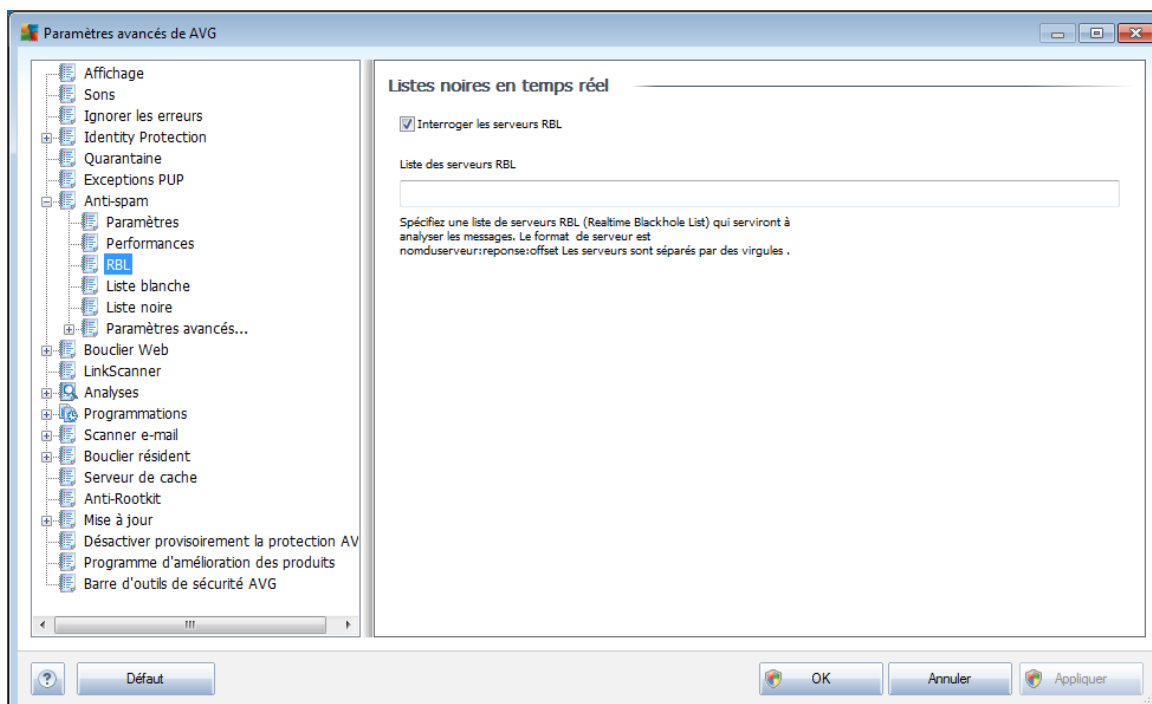 Paramètres avancés de AVG
Affichage
Sons
Ignorer les erreurs
Identity Protection
Quarantaine
Exceptions PUP
Anti-spam
Paramètres
Performances
RBL
Liste blanche
Liste noire
Paramètres avancés...
Bouclier Web
LinkScanner
Analyses
Programmations
Scanner e-mail
Bouclier résident
Serveur de cache
Anti-Rootkit
Mise à jour
Désactiver provisoirement la protection AV
Programme d'amélioration des produits
Barre d'outils de sécurité AVG
Listes noires en temps réel
Interroger les serveurs RBL
Liste des serveurs RBL
Spécifiez une liste de serveurs RBL (Realtime Blackhole List) qui serviront à
analyser les messages. Le format de serveur est
nomduserveur:reponse:offset Les serveurs sont séparés par des virgules .
?
Défaut
OK
Annuler
Appliquer